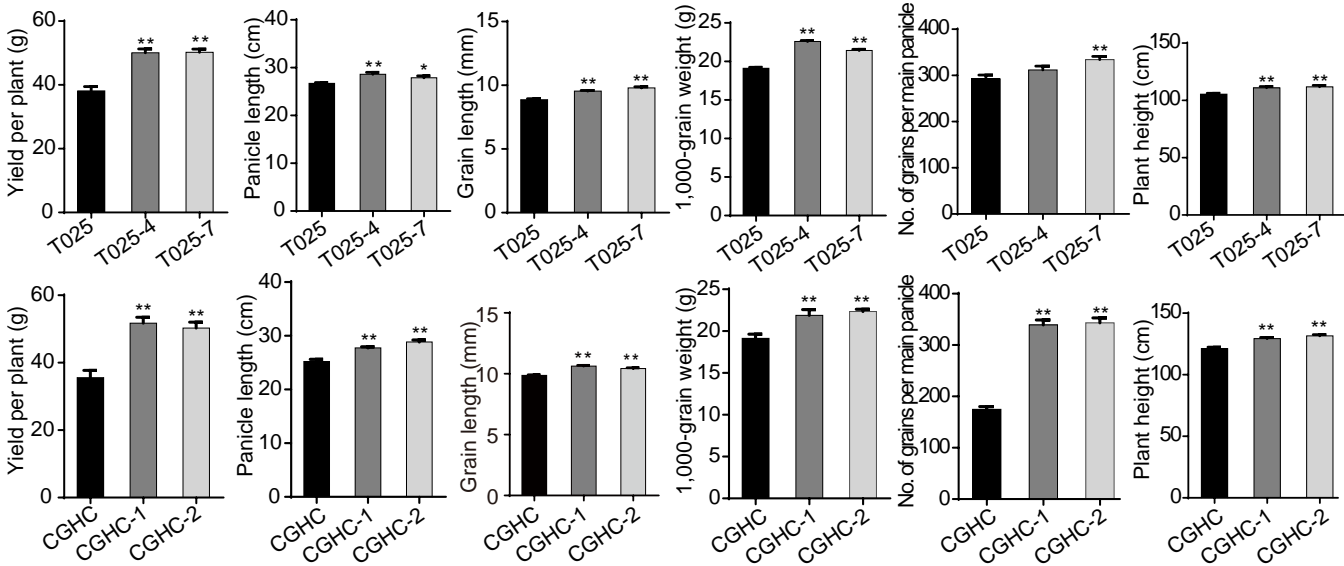 Yield per plant (g)
60
40
20
0
**
**
T025
T025-4
T025-7
Panicle length (cm)
40
30
20
10
0
**
*
T025
T025-4
T025-7
Grain length (mm)
15
10
5
0
**
**
T025
T025-4
T025-7
1,000-grain weight (g)
25
20
15
10
5
0
**
**
T025
T025-4
T025-7
No. of grains per main panicle
400
300
200
100
0
**
T025
T025-4
T025-7
Plant height (cm)
150
100
50
0
**
**
T025
T025-4
T025-7
Yield per plant (g)
60
40
20
0
**
**
CGHC
CGHC-1
CGHC-2
Panicle length (cm)
40
30
20
10
0
**
**
CGHC
CGHC-1
CGHC-2
Grain length (mm)
15
10
5
0
**
**
CGHC
CGHC-1
CGHC-2
1,000-grain weight (g)
25
20
15
10
5
0
**
**
CGHC
CGHC-1
CGHC-2
No. of grains per main panicle
400
300
200
100
0
**
**
CGHC
CGHC-1
CGHC-2
Plant height (cm)
150
100
50
0
**
**
CGHC
CGHC-1
CGHC-2